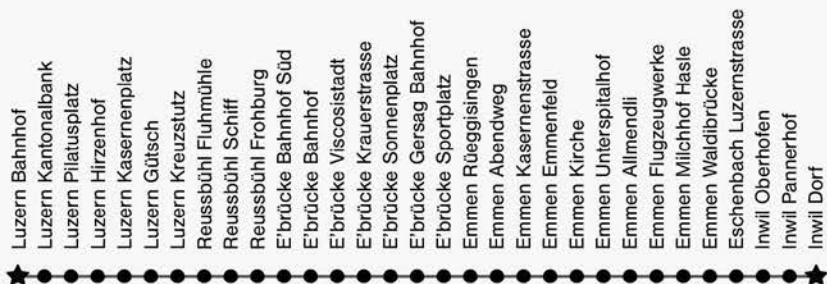 Luzern Bahnhof
Luzern Kantonalbank
Luzern Pilatusplatz
Luzern Hirzenhof
Luzern Kasernenplatz
Luzern Gütsch
Luzern Kreuzstutz
Reussbühl Fluhmühle
Reussbühl Schiff
Reussbühl Frohburg
E'brücke Bahnhof Süd
E'brücke Bahnhof
E'brücke Viscosistadt
E'brücke Krauerstrasse
E'brücke Sonnenplatz
E'brücke Gersag Bahnhof
E'brücke Sportplatz
Emmen Rüeggisingen
Emmen Abendweg
Emmen Kasernenstrasse
Emmen Emmenfeld
Emmen Kirche
Emmen Unterspitalhof
Emmen Allmendli
Emmen Flugzeugwerke
Emmen Milchhof Hasle
Emmen Waldibrücke
Eschenbach Luzernstrasse
Inwil Oberhofen
Inwil Pannerhof
Inwil Dorf